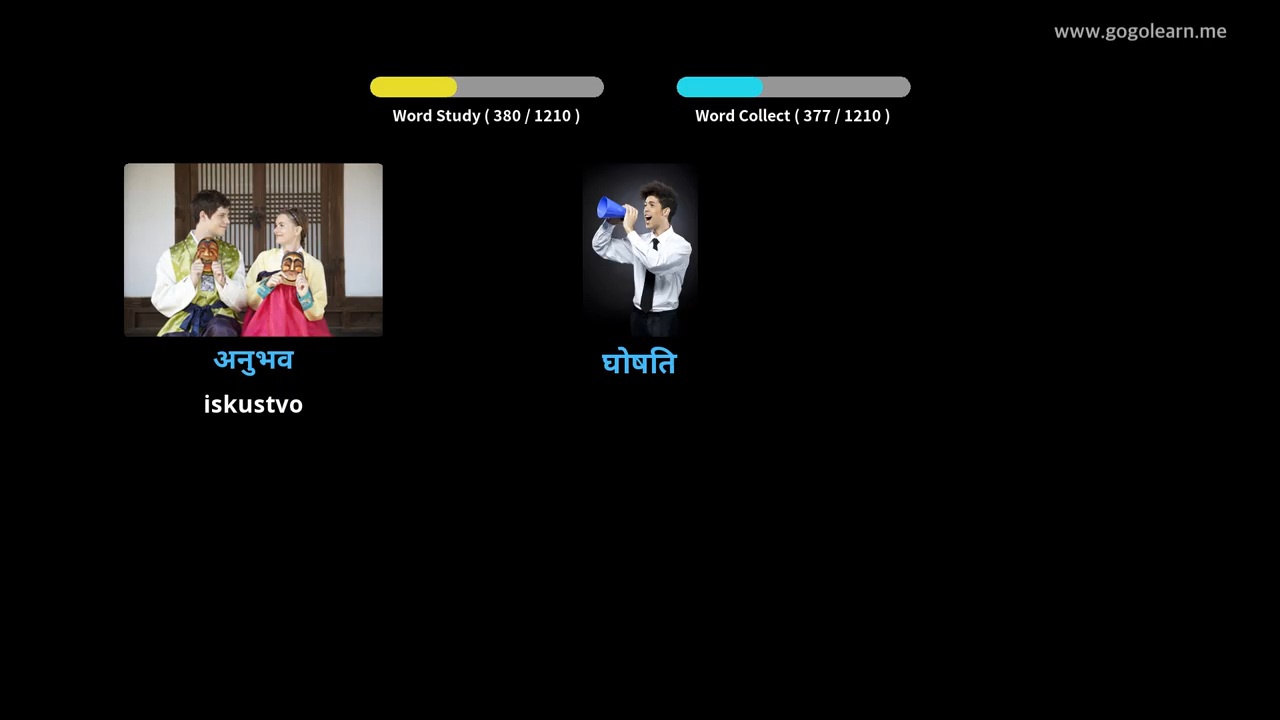 www.gogolearn.me
Word Study ( 380 / 1210 )
Word Collect ( 377 / 1210 )
अनुभव
घोषति
iskustvo